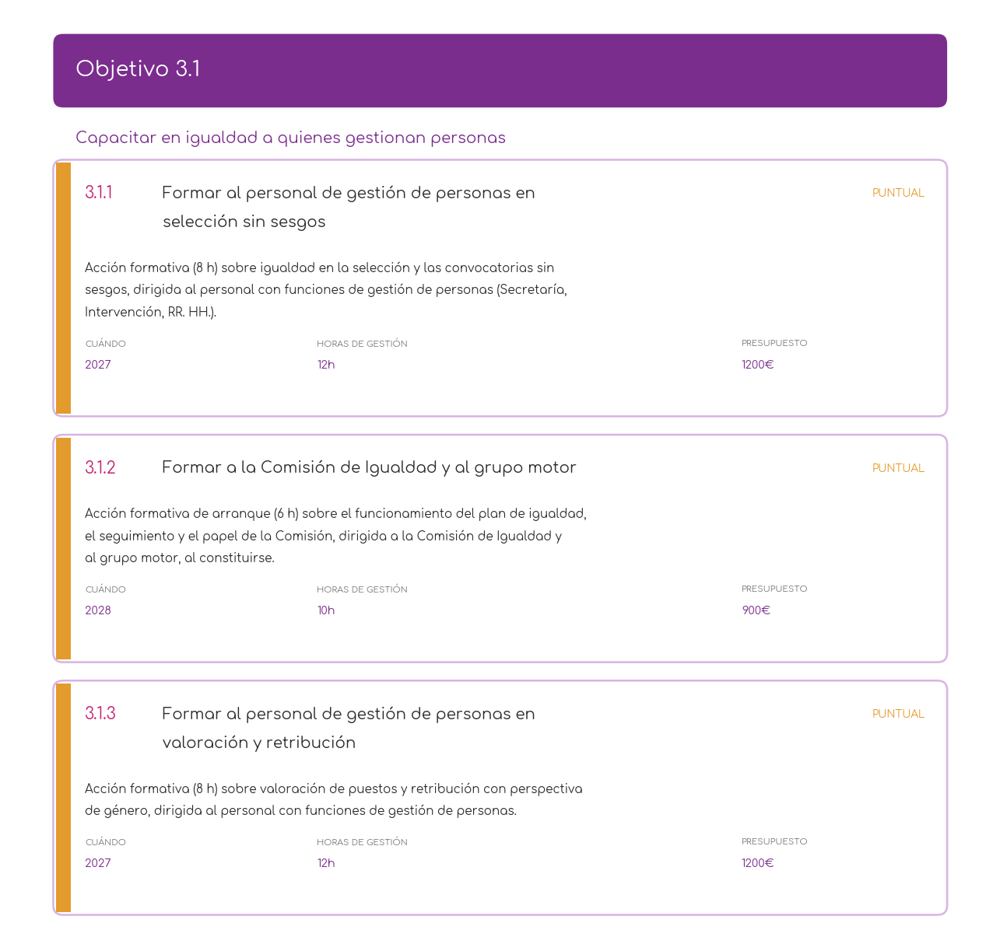 Objetivo 3.1
Capacitar en igualdad a quienes gestionan personas
3.1.1 Formar al personal de gestión de personas en PUNTUAL
selección sin sesgos
Acción formativa (8 h) sobre igualdad en la selección y las convocatorias sin
sesgos, dirigida al personal con funciones de gestión de personas (Secretaría,
Intervención, RR. HH.).
CUÁNDO HORAS DE GESTIÓN PRESUPUESTO
2027 12h 1200€
3.1.2 Formar a la Comisión de Igualdad y al grupo motor PUNTUAL
Acción formativa de arranque (6 h) sobre el funcionamiento del plan de igualdad,
el seguimiento y el papel de la Comisión, dirigida a la Comisión de Igualdad y
al grupo motor, al constituirse.
CUÁNDO HORAS DE GESTIÓN PRESUPUESTO
2028 10h 900€
3.1.3 Formar al personal de gestión de personas en PUNTUAL
valoración y retribución
Acción formativa (8 h) sobre valoración de puestos y retribución con perspectiva
de género, dirigida al personal con funciones de gestión de personas.
CUÁNDO HORAS DE GESTIÓN PRESUPUESTO
2027 12h 1200€